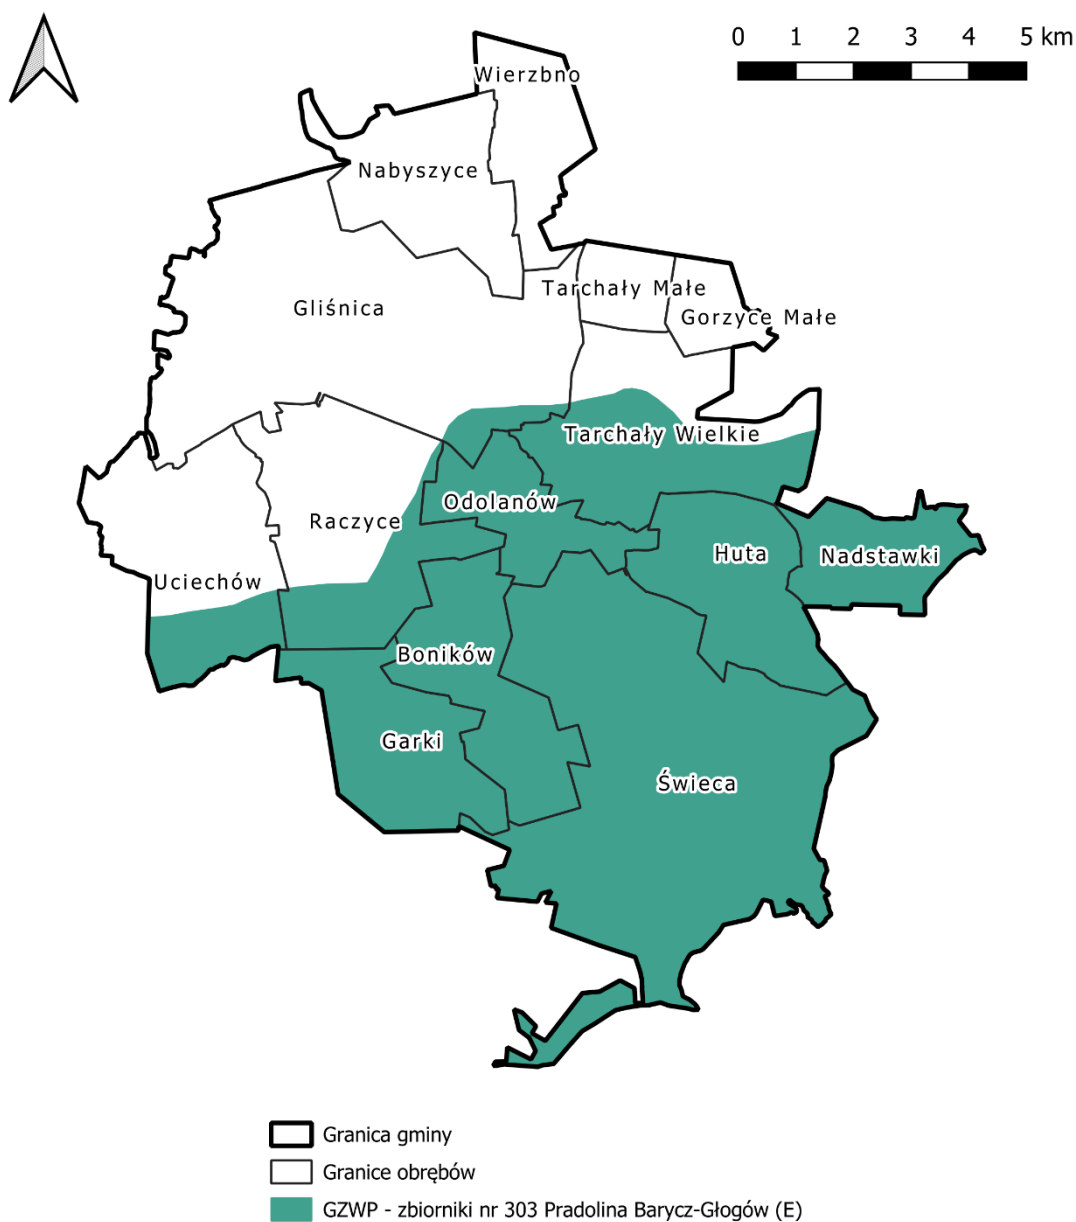 0 1 2 3 4 5 km
Wierzbno
Nabyszyce
Tarchały Małe
Gliśnica
Gorzyce Małe
Tarchały Wielkie
Odolanów
Raczyce
Huta
Nadstawki
Uciechów
Boników
Garki
Świeca
Granica gminy
Granice obrębów
GZWP - zbiorniki nr 303 Pradolina Barycz-Głogów (E)